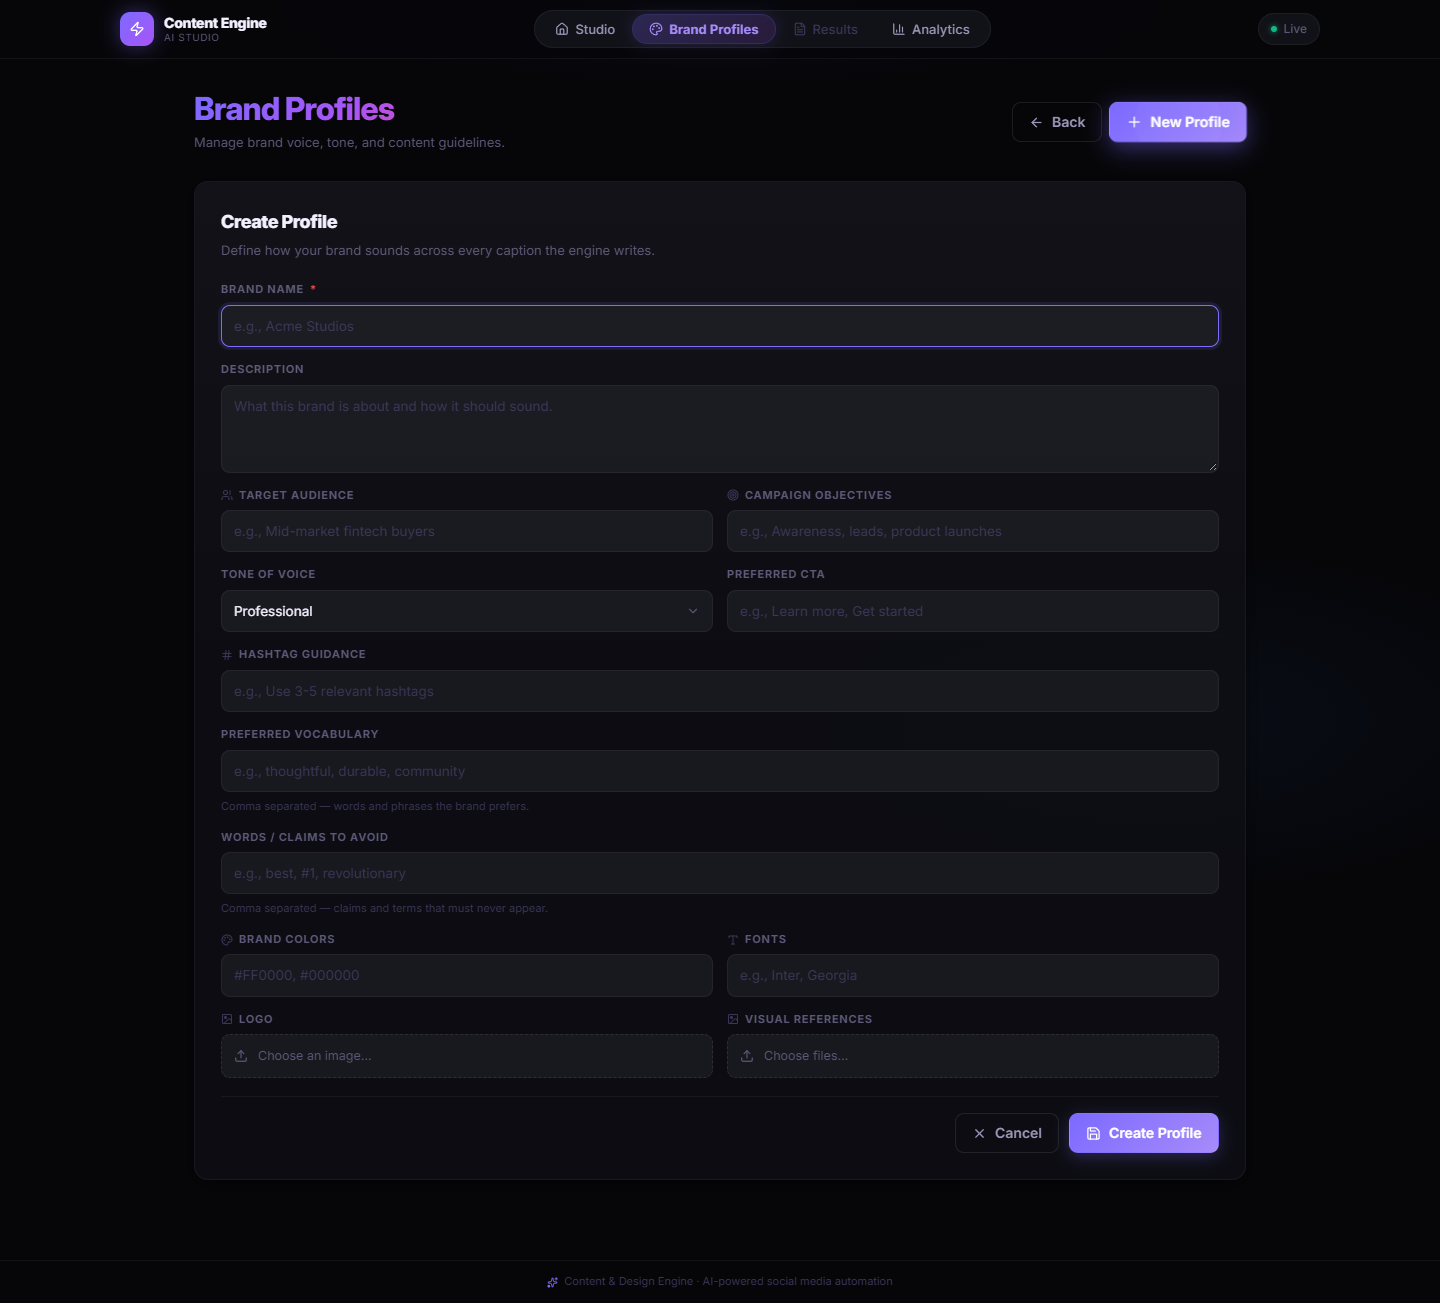 Content Engine
AI STUDIO
Studio
Brand Profiles
Results
Analytics
Live
Brand Profiles
Manage brand voice, tone, and content guidelines.
Back
New Profile
Create Profile
Define how your brand sounds across every caption the engine writes.
BRAND NAME *
e.g., Acme Studios
DESCRIPTION
What this brand is about and how it should sound.
TARGET AUDIENCE
CAMPAIGN OBJECTIVES
e.g., Mid-market fintech buyers
e.g., Awareness, leads, product launches
TONE OF VOICE
PREFERRED CTA
Professional
e.g., Learn more, Get started
HASHTAG GUIDANCE
e.g., Use 3-5 relevant hashtags
PREFERRED VOCABULARY
e.g., thoughtful, durable, community
Comma separated — words and phrases the brand prefers.
WORDS / CLAIMS TO AVOID
e.g., best, #1, revolutionary
Comma separated — claims and terms that must never appear.
BRAND COLORS
FONTS
#FF0000, #000000
e.g., Inter, Georgia
LOGO
VISUAL REFERENCES
Choose an image...
Choose files...
Cancel
Create Profile
Content & Design Engine · AI-powered social media automation